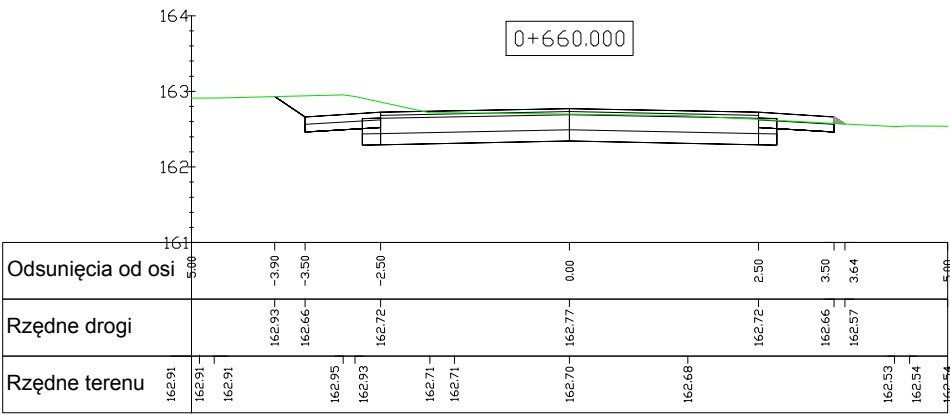 164
0+660.000
163
162
161
Odsunięcia od osi 5.00 -3.90 -3.50 -2.50 0.00 2.50 3.50 3.64 5.00
Rzędne drogi 162.93 162.66 162.72 162.77 162.72 162.66 162.57
Rzędne terenu 162.91 162.91 162.91 162.95 162.93 162.71 162.71 162.70 162.68 162.53 162.54 162.54